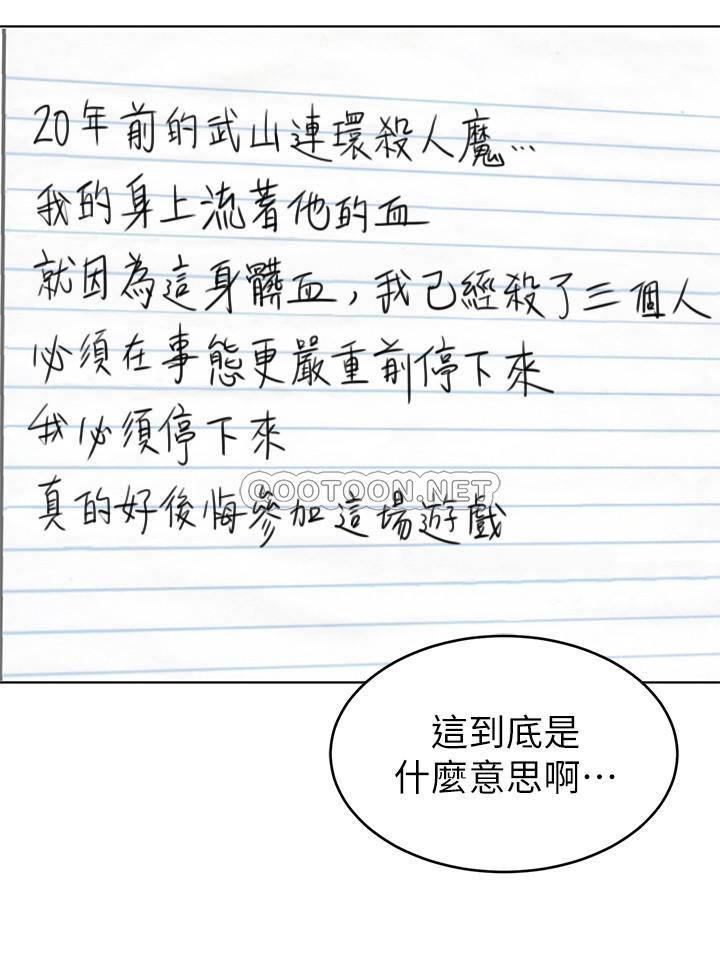 20年前的武山連環殺人魔…
我的身上流著他的血
就因為這身髒血，我已經殺了三個人
必須在事態更嚴重前停下來
我必須停下來
GOOTOON.NET
真的好後悔參加這場遊戲
這到底是
什麼意思啊…